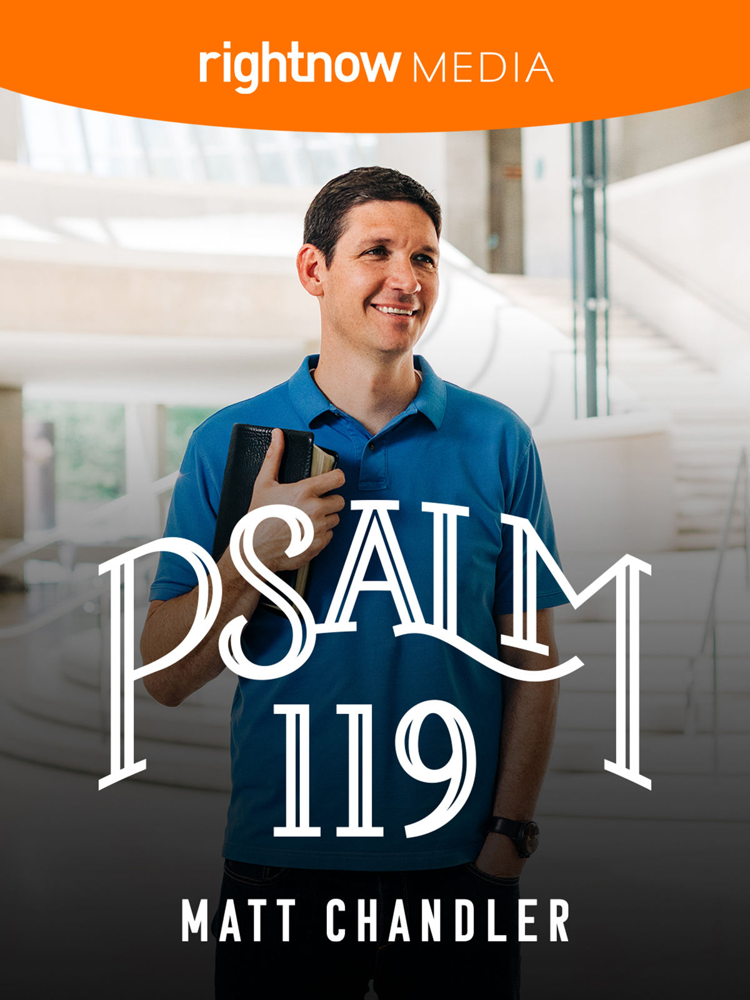 rightnow MEDIA
PSALM
119
MATT CHANDLER